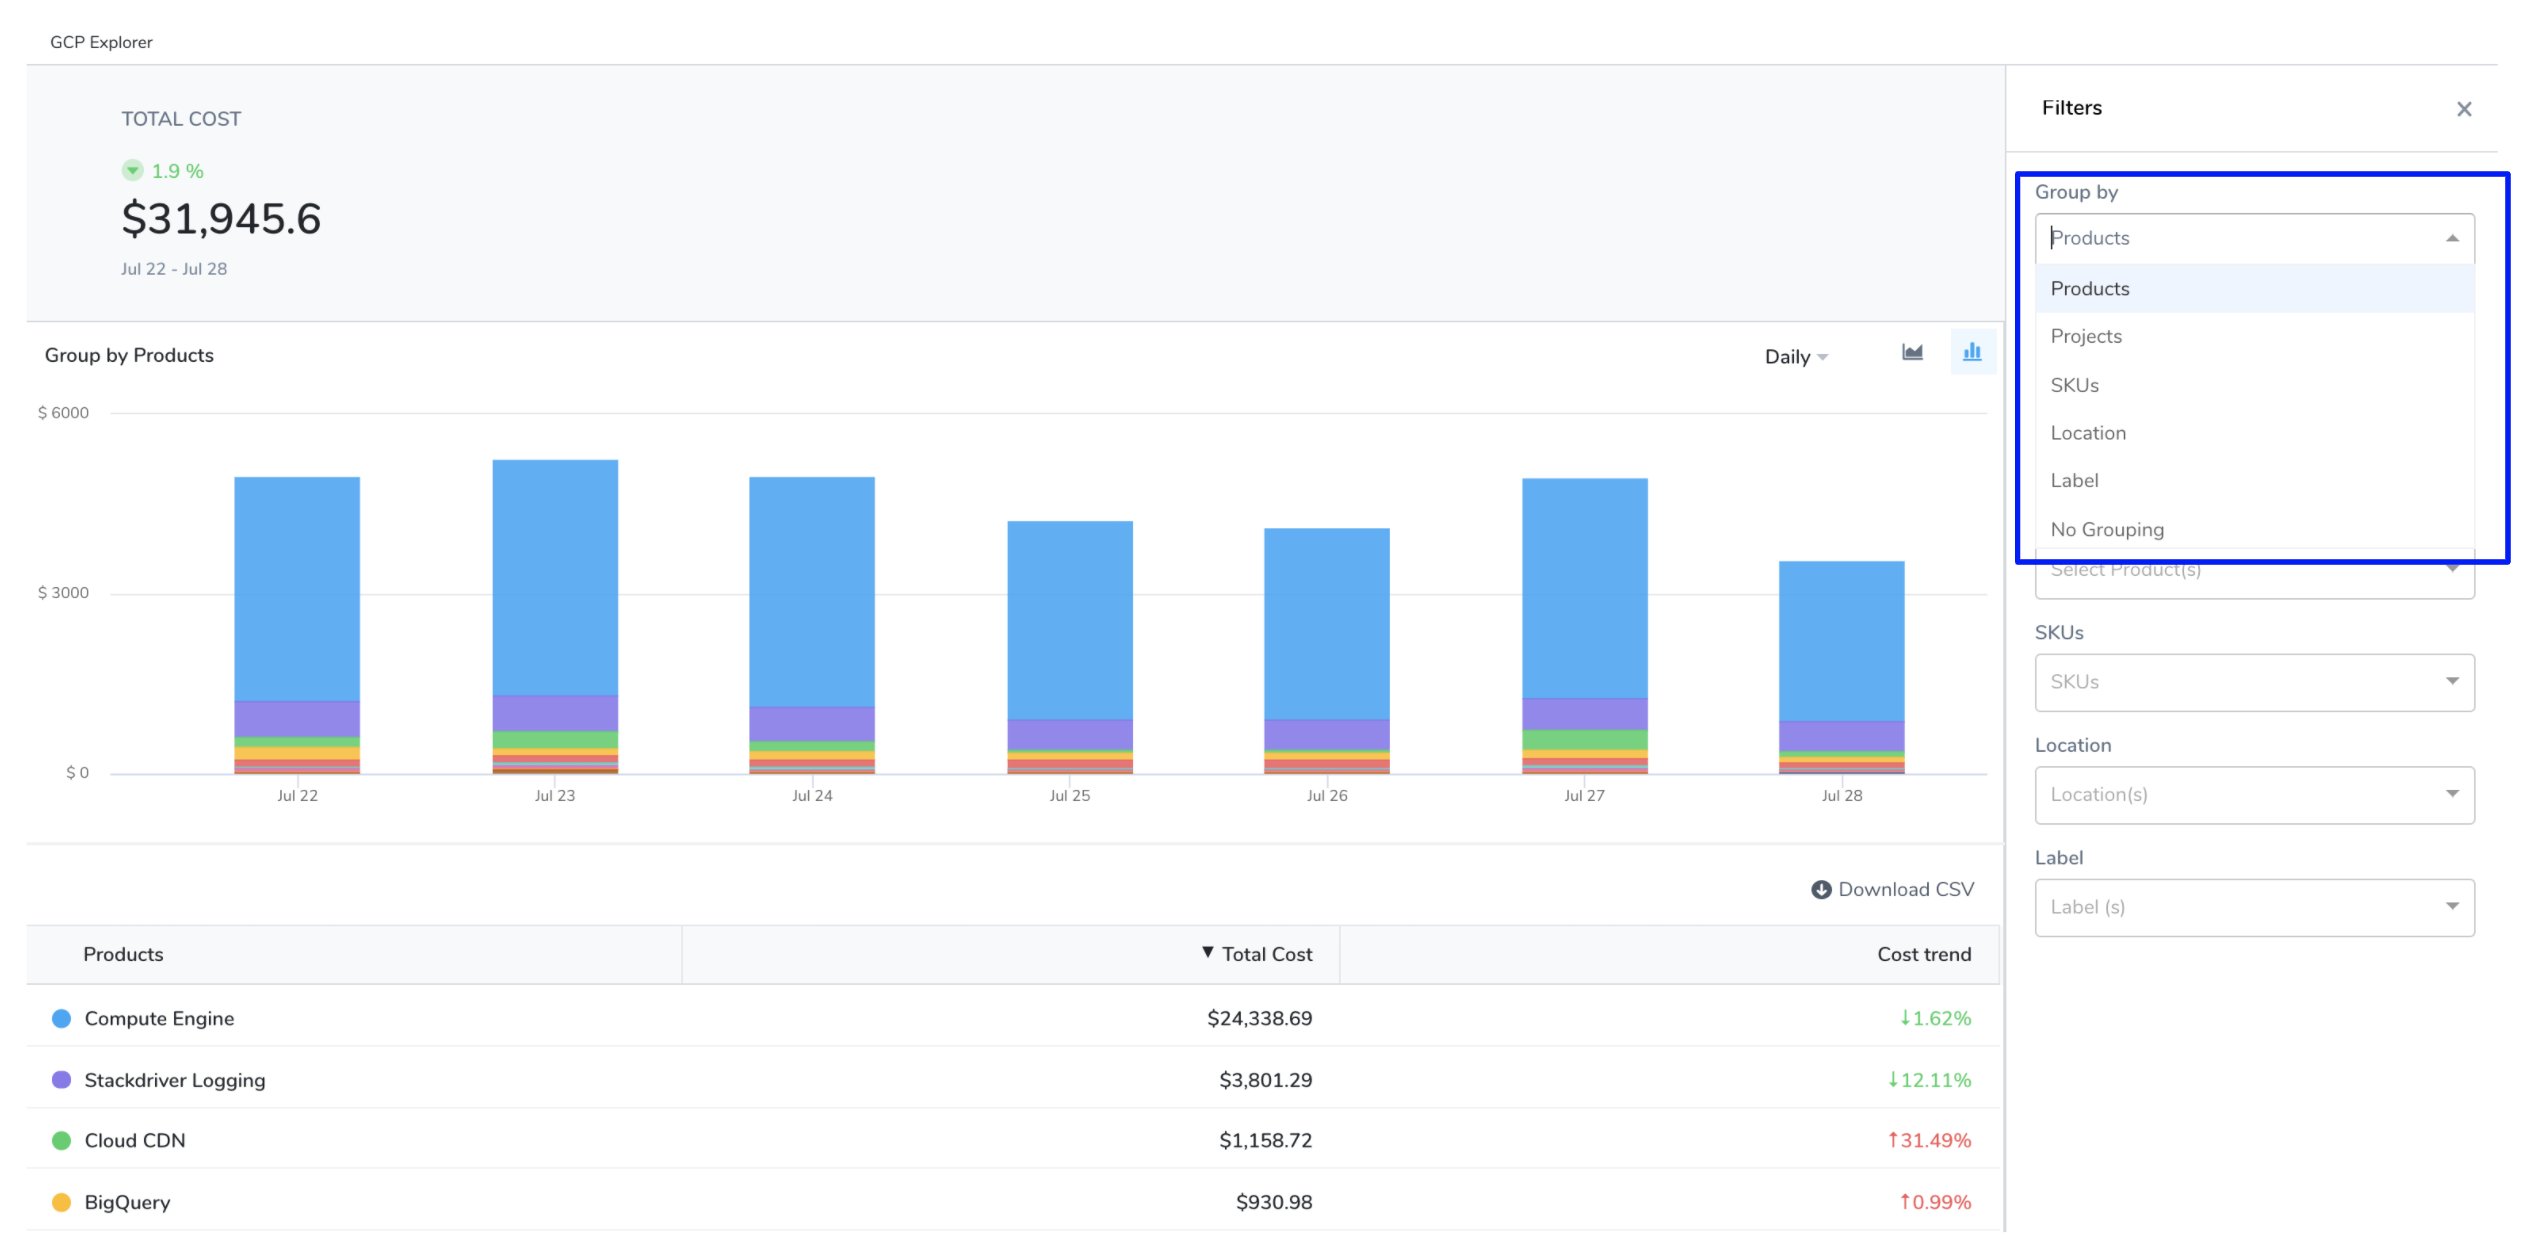 GCP Explorer
TOTAL COST
1.9 %
$31,945.6
Jul 22 - Jul 28
Group by Products
Daily
$ 6000
$ 3000
$ 0
Jul 22
Jul 23
Jul 24
Jul 25
Jul 26
Jul 27
Jul 28
Download CSV
Products ▼ Total Cost Cost trend
Compute Engine $24,338.69 ↓1.62%
Stackdriver Logging $3,801.29 ↓12.11%
Cloud CDN $1,158.72 ↑31.49%
BigQuery $930.98 ↑0.99%
Filters
Group by
Products
Products
Projects
SKUs
Location
Label
No Grouping
Select Product(s)
SKUs
SKUs
Location
Location(s)
Label
Label (s)